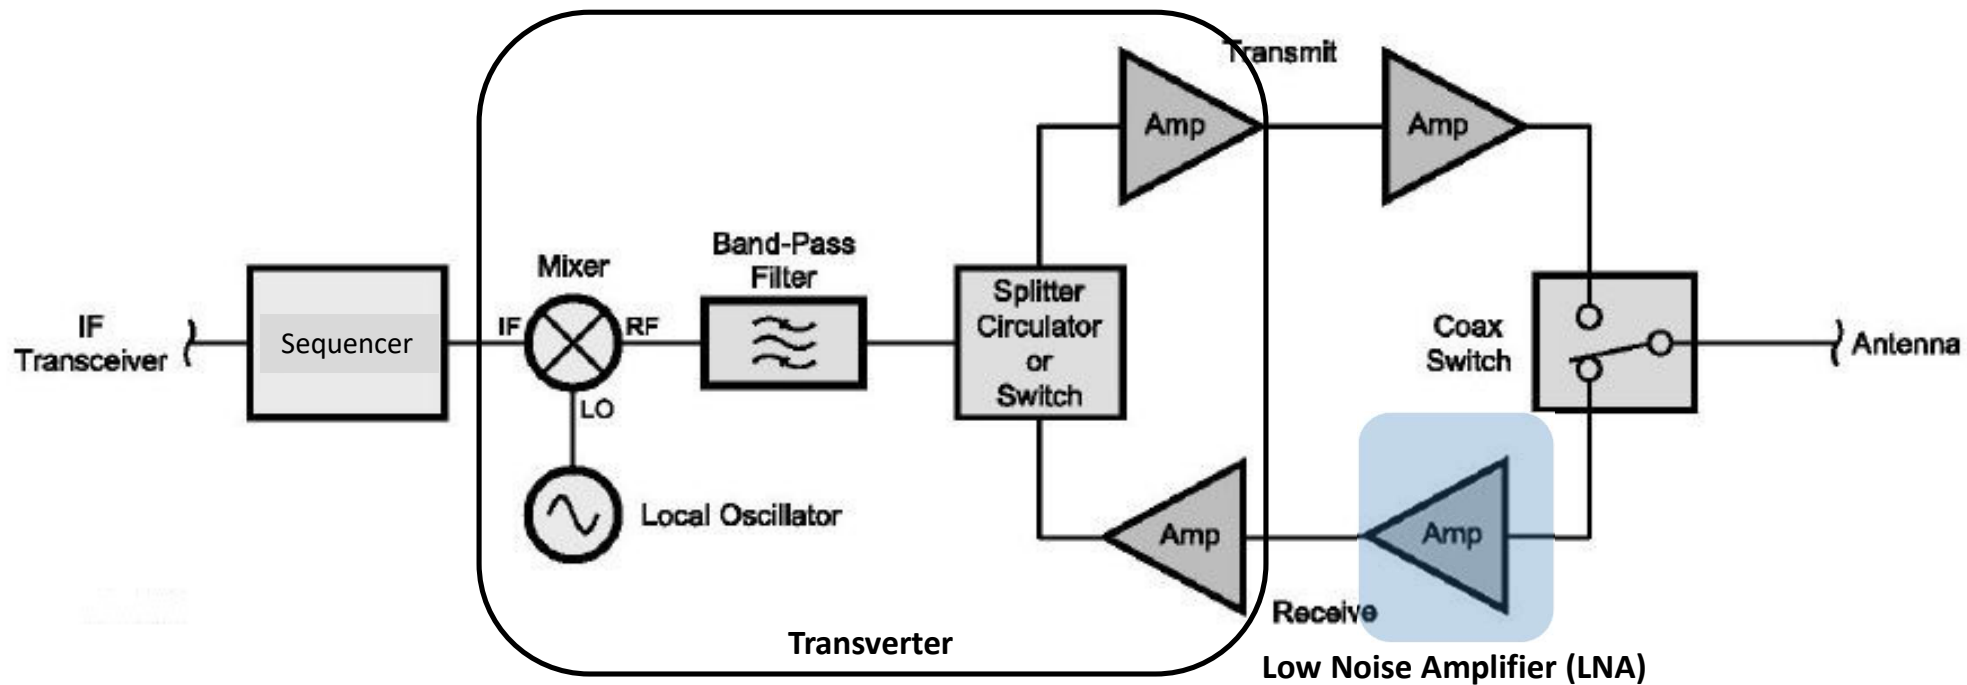 Transmit
Amp
Amp
Band-Pass
Filter
Mixer
IF
Transceiver
Sequencer
IF
RF
LO
Splitter
Circulator
or
Switch
Coax
Switch
Antenna
Local Oscillator
Amp
Amp
Receive
Transverter
Low Noise Amplifier (LNA)